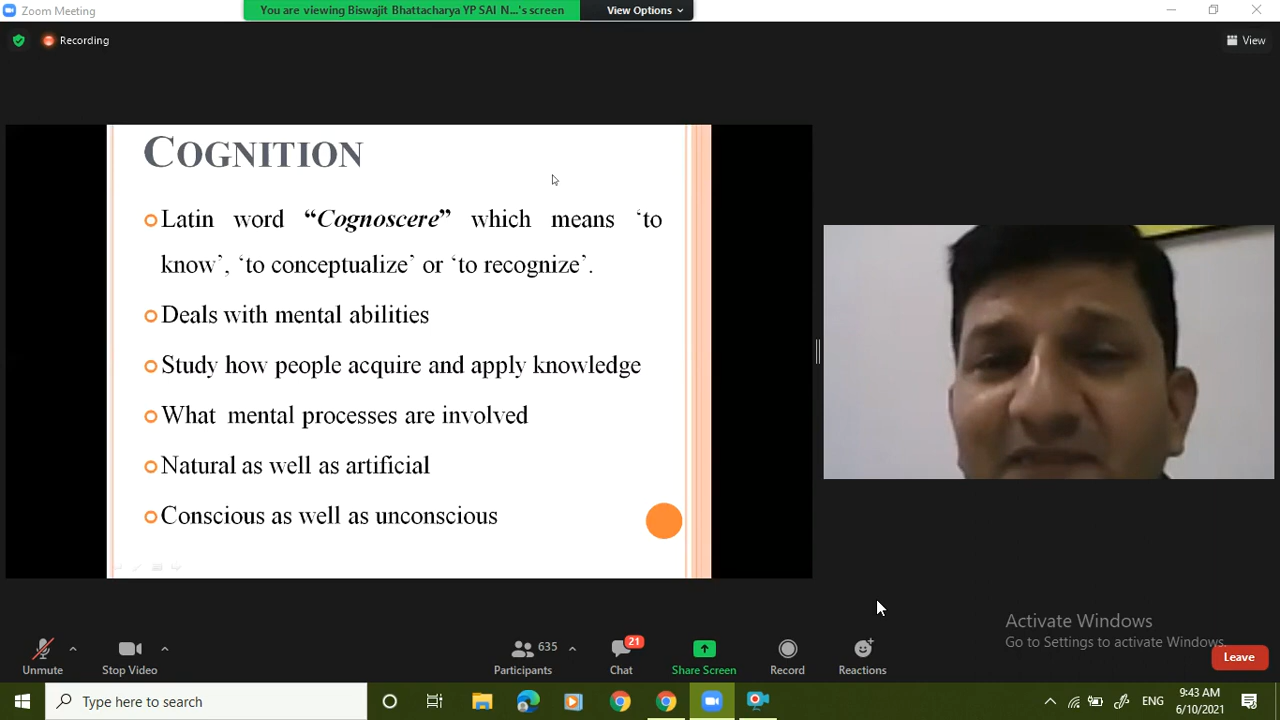 Zoom Meeting
You are viewing Biswajit Bhattacharya YP SAI N...'s screen
View Options
Recording
View
COGNITION
Latin word “Cognoscere” which means ‘to
know’, ‘to conceptualize’ or ‘to recognize’.
Deals with mental abilities
Study how people acquire and apply knowledge
What mental processes are involved
Natural as well as artificial
Conscious as well as unconscious
Activate Windows
Go to Settings to activate Windows.
635
21
Unmute
Stop Video
Participants
Chat
Share Screen
Record
Reactions
Leave
Type here to search
ENG
9:43 AM
6/10/2021